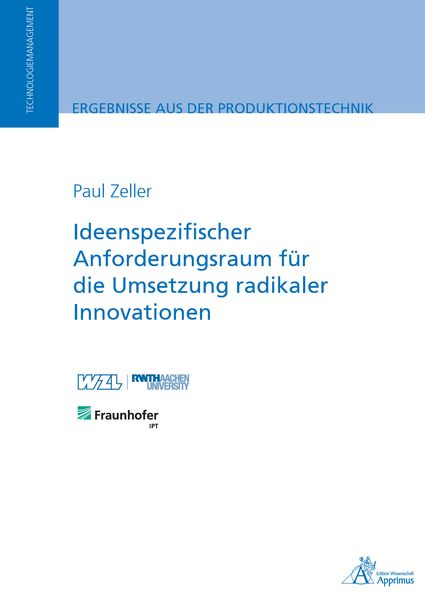 TECHNOLOGIEMANAGEMENT
ERGEBNISSE AUS DER PRODUKTIONSTECHNIK
Paul Zeller
Ideenspezifischer
Anforderungsraum für
die Umsetzung radikaler
Innovationen
WZL RWTHAACHEN
UNIVERSITY
Fraunhofer
IPT
Edition Wissenschaft
Apprimus